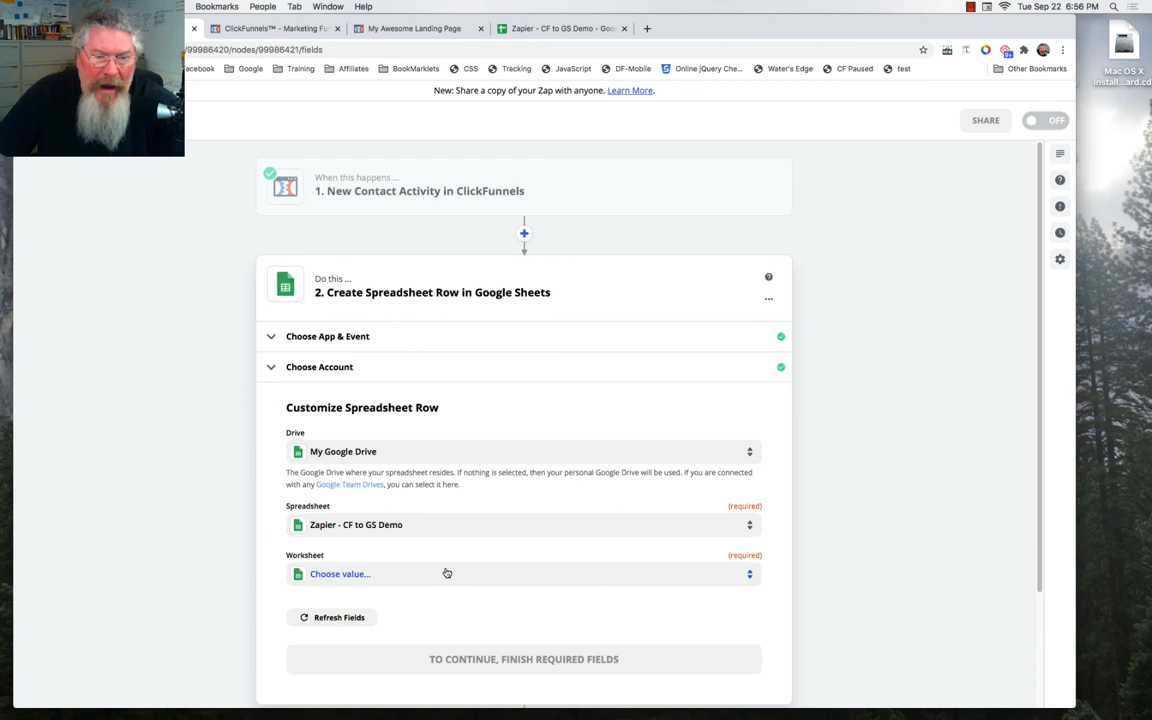 Bookmarks People Tab Window Help
Tue Sep 22 6:56 PM
ClickFunnels™ - Marketing Fu
My Awesome Landing Page
Zapier - CF to GS Demo - Goo
/99986420/nodes/99986421/fields
acebook Google Training Affiliates BookMarklets CSS Tracking JavaScript DF-Mobile Online jQuery Che... Water's Edge CF Paused test Other Bookmarks
Mac OS X
Install....ard.cd
New: Share a copy of your Zap with anyone. Learn More.
SHARE
OFF
When this happens ...
1. New Contact Activity in ClickFunnels
Do this ...
2. Create Spreadsheet Row in Google Sheets
Choose App & Event
Choose Account
Customize Spreadsheet Row
Drive
My Google Drive
The Google Drive where your spreadsheet resides. If nothing is selected, then your personal Google Drive will be used. If you are connected
with any Google Team Drives, you can select it here.
Spreadsheet (required)
Zapier - CF to GS Demo
Worksheet (required)
Choose value...
Refresh Fields
TO CONTINUE, FINISH REQUIRED FIELDS